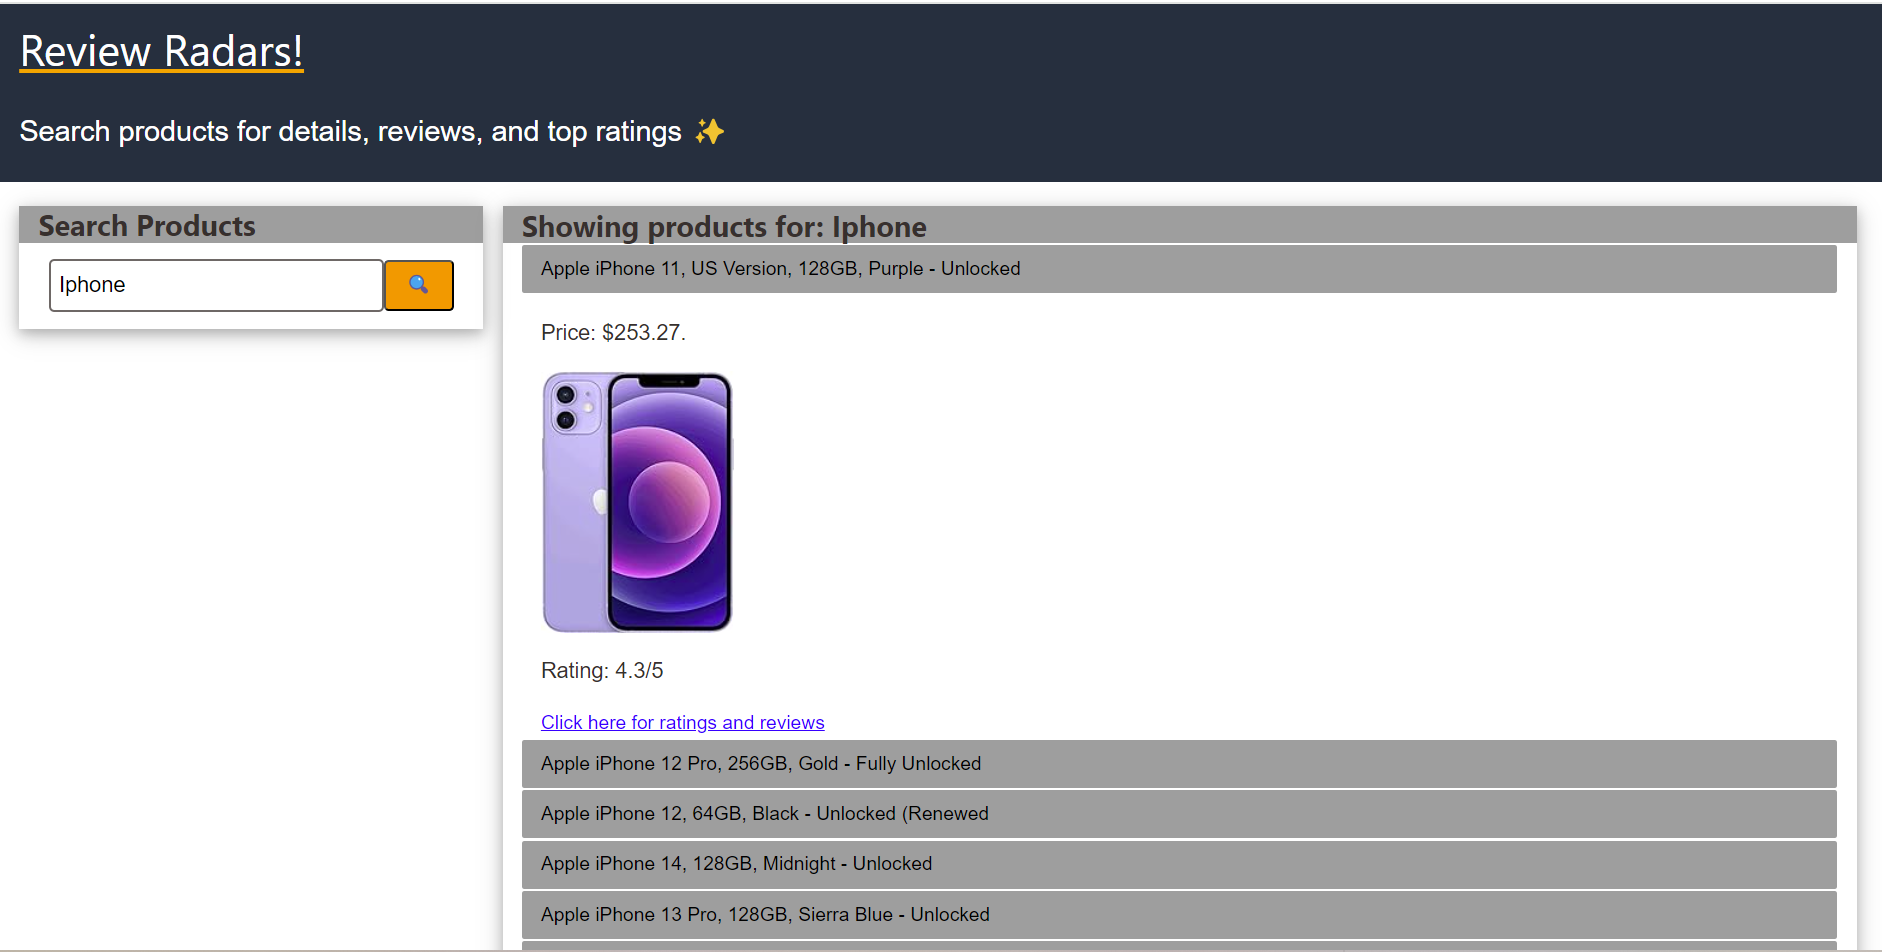 Review Radars!
Search products for details, reviews, and top ratings ✨
Search Products
Iphone
Showing products for: Iphone
Apple iPhone 11, US Version, 128GB, Purple - Unlocked
Price: $253.27.
Rating: 4.3/5
Click here for ratings and reviews
Apple iPhone 12 Pro, 256GB, Gold - Fully Unlocked
Apple iPhone 12, 64GB, Black - Unlocked (Renewed
Apple iPhone 14, 128GB, Midnight - Unlocked
Apple iPhone 13 Pro, 128GB, Sierra Blue - Unlocked